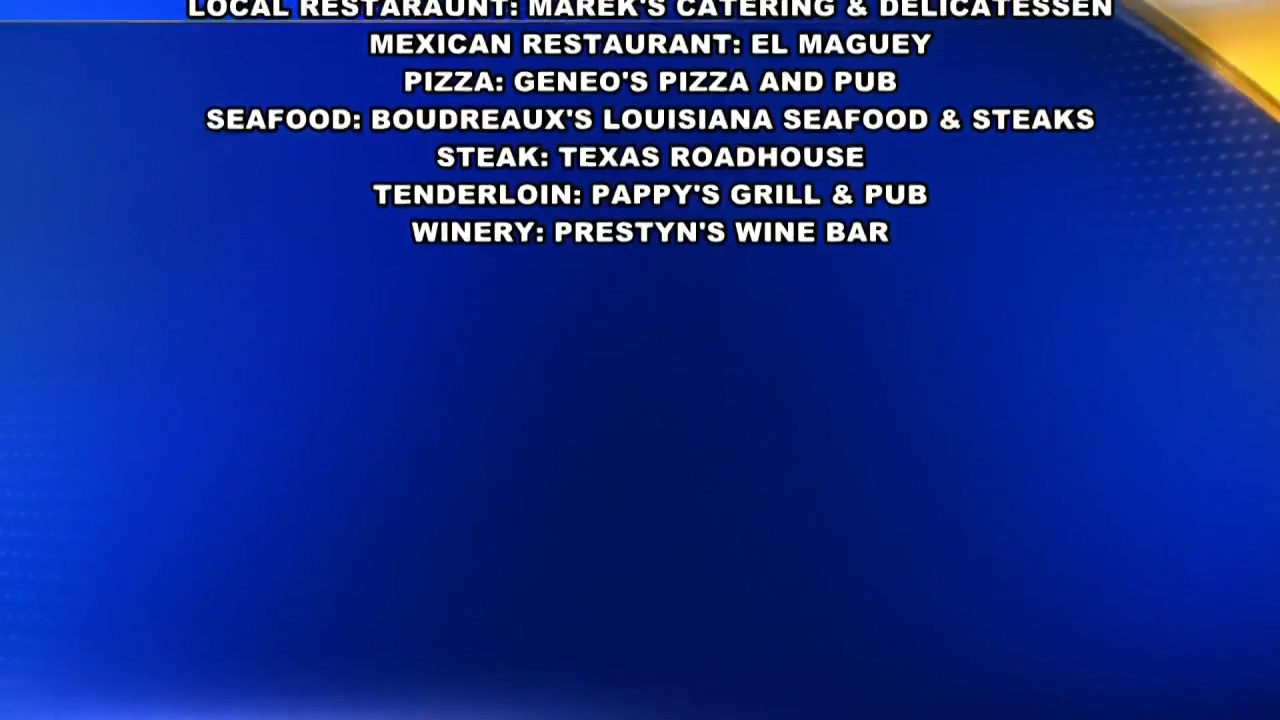 LOCAL RESTARAUNT: MAREK'S CATERING & DELICATESSEN
MEXICAN RESTAURANT: EL MAGUEY
PIZZA: GENEO'S PIZZA AND PUB
SEAFOOD: BOUDREAUX'S LOUISIANA SEAFOOD & STEAKS
STEAK: TEXAS ROADHOUSE
TENDERLOIN: PAPPY'S GRILL & PUB
WINERY: PRESTYN'S WINE BAR